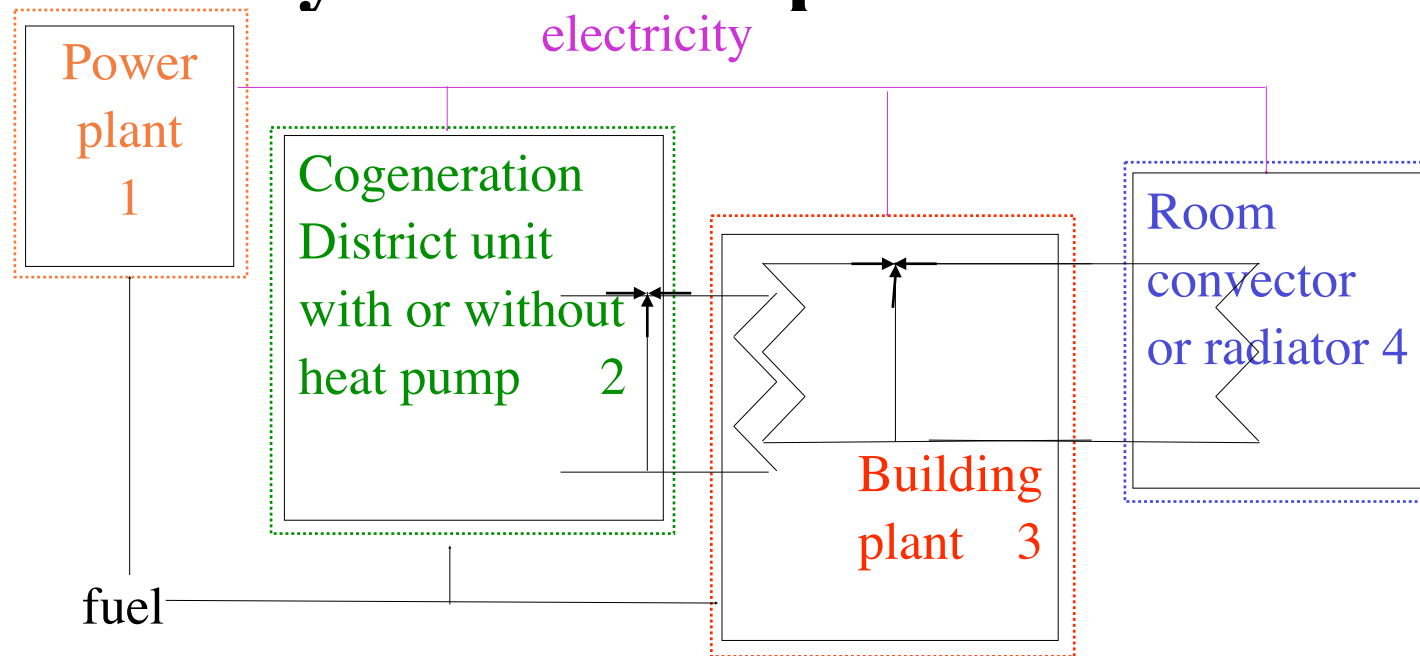 electricity
Power
plant
1
Cogeneration
District unit
with or without
heat pump 2
Room
convector
or radiator 4
Building
plant 3
fuel